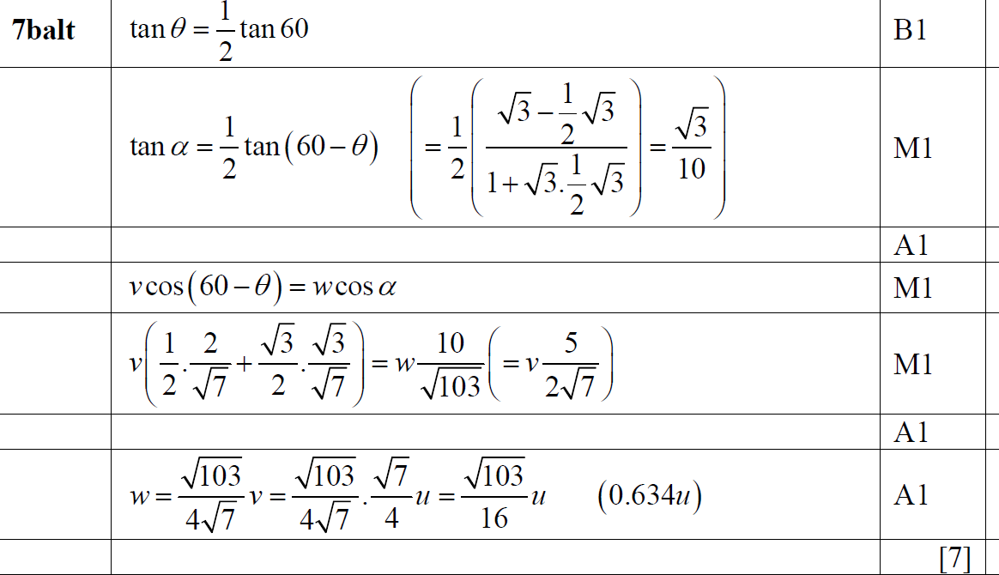 7balt tan θ = 1/2 tan 60 B1
tan α = 1/2 tan(60 − θ) ( = 1/2 ( (√3 − 1/2 √3) / (1 + √3 . 1/2 √3) ) = √3/10 ) M1
A1
v cos(60 − θ) = w cos α M1
v( 1/2 . 2/√7 + √3/2 . √3/√7 ) = w 10/√103 ( = v 5/(2√7) ) M1
A1
w = √103/(4√7) v = √103/(4√7) . √7/4 u = √103/16 u (0.634u) A1
[7]